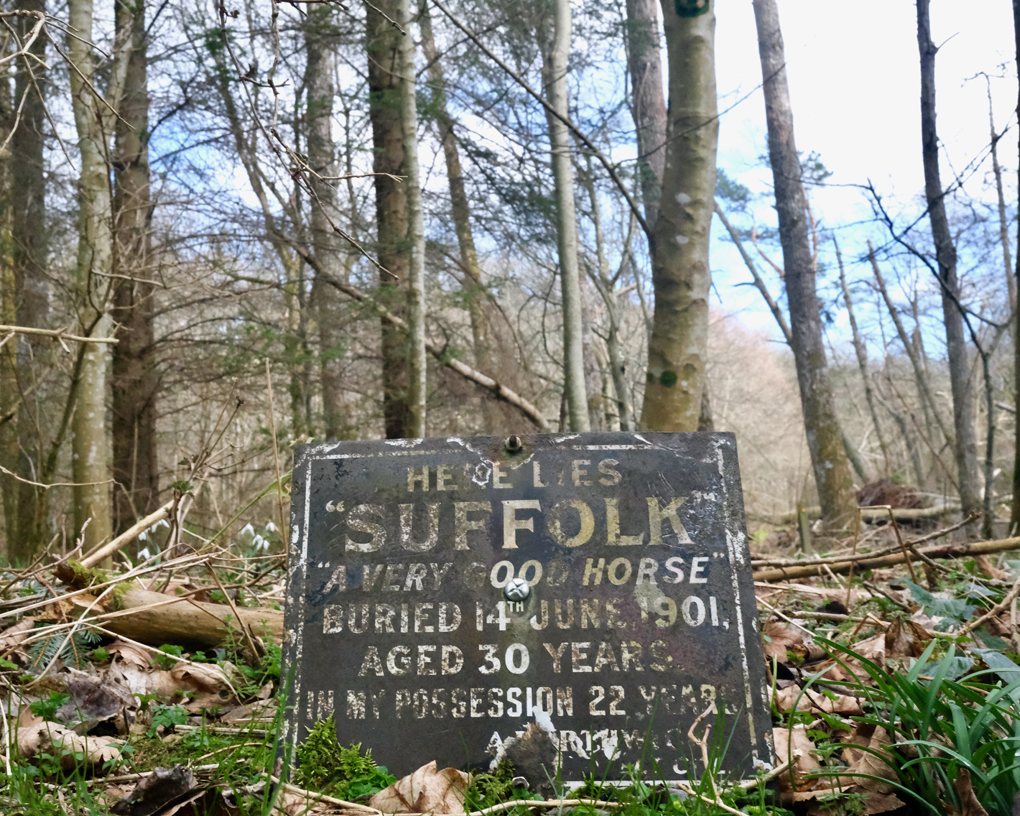 HERE LIES
"SUFFOLK"
"A VERY GOOD HORSE"
BURIED 14TH JUNE 1901,
AGED 30 YEARS
IN MY POSSESSION 22 YEARS